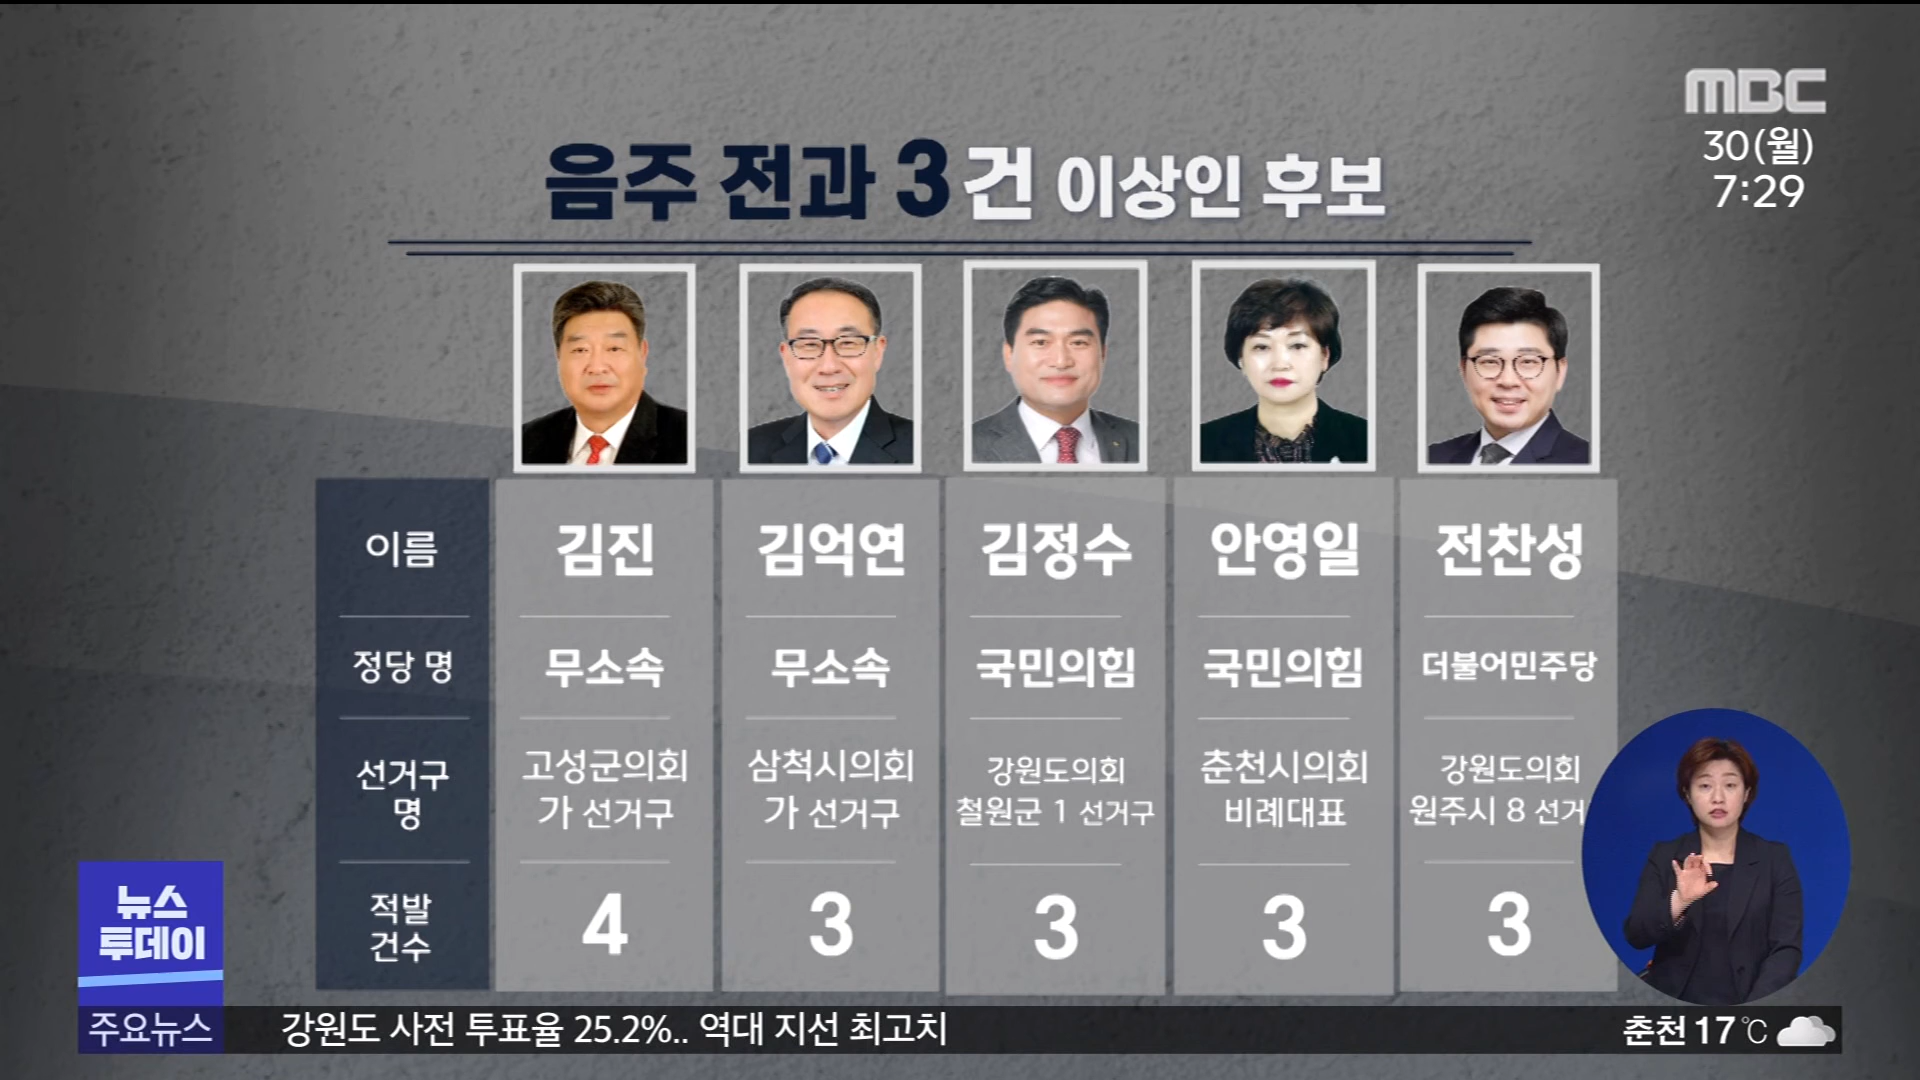 MBC
30(월)
7:29
음주 전과 3건 이상인 후보
이름 김진 김억연 김정수 안영일 전찬성
정당 명 무소속 무소속 국민의힘 국민의힘 더불어민주당
선거구 명 고성군의회 가 선거구 삼척시의회 가 선거구 강원도의회 철원군 1 선거구 춘천시의회 비례대표 강원도의회 원주시 8 선거
적발 건수 4 3 3 3 3
뉴스
투데이
주요뉴스 강원도 사전 투표율 25.2%.. 역대 지선 최고치 춘천 17℃